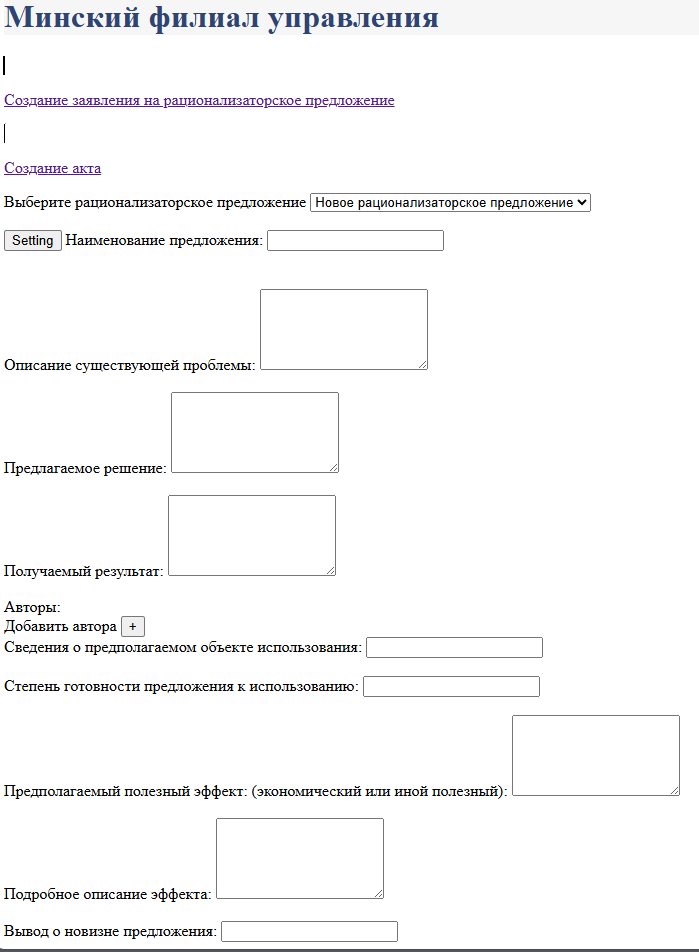 Минский филиал управления
Создание заявления на рационализаторское предложение
Создание акта
Выберите рационализаторское предложение Новое рационализаторское предложение
Setting Наименование предложения:
Описание существующей проблемы:
Предлагаемое решение:
Получаемый результат:
Авторы:
Добавить автора +
Сведения о предполагаемом объекте использования:
Степень готовности предложения к использованию:
Предполагаемый полезный эффект: (экономический или иной полезный):
Подробное описание эффекта:
Вывод о новизне предложения: